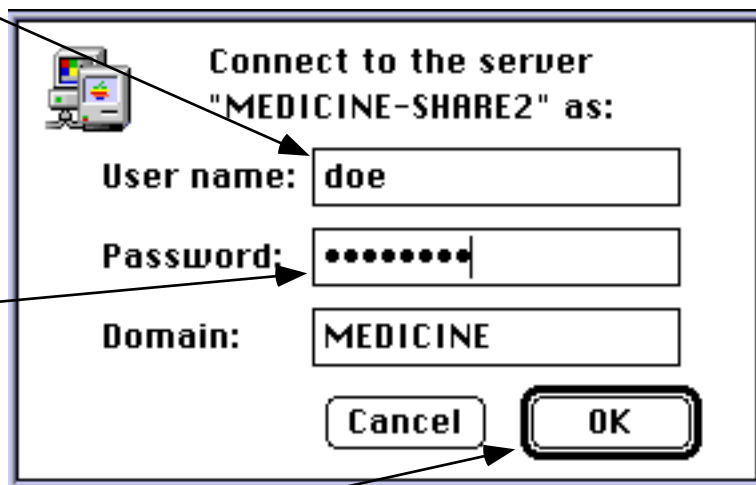 Connect to the server
"MEDICINE-SHARE2" as:
User name: doe
Password: ••••••••
Domain: MEDICINE
Cancel OK